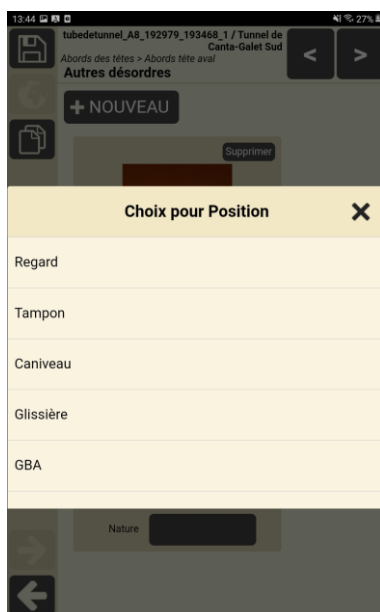 13:44
27%
tubedetunnel_A8_192979_193468_1 / Tunnel de
Canta-Galet Sud
Abords des têtes > Abords tête aval
Autres désordres
< >
+ NOUVEAU
Supprimer
Choix pour Position
Regard
Tampon
Caniveau
Glissière
GBA
Nature